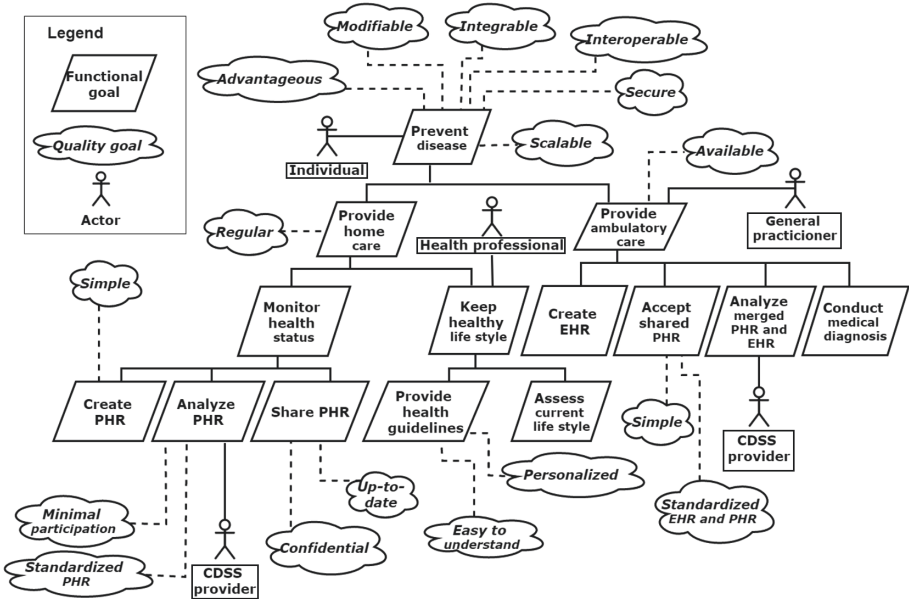 Legend
Functional
goal
Quality goal
Actor
Modifiable
Integrable
Interoperable
Advantageous
Secure
Prevent
disease
Individual
Scalable
Available
Regular
Provide
home
care
Health professional
Provide
ambulatory
care
General
practicioner
Simple
Monitor
health
status
Keep
healthy
life style
Create
EHR
Accept
shared
PHR
Analyze
merged
PHR and
EHR
Conduct
medical
diagnosis
Create
PHR
Analyze
PHR
Share PHR
Provide
health
guidelines
Assess
current
life style
Simple
CDSS
provider
Minimal
participation
Standardized
PHR
CDSS
provider
Confidential
Up-to-
date
Easy to
understand
Personalized
Standardized
EHR and PHR